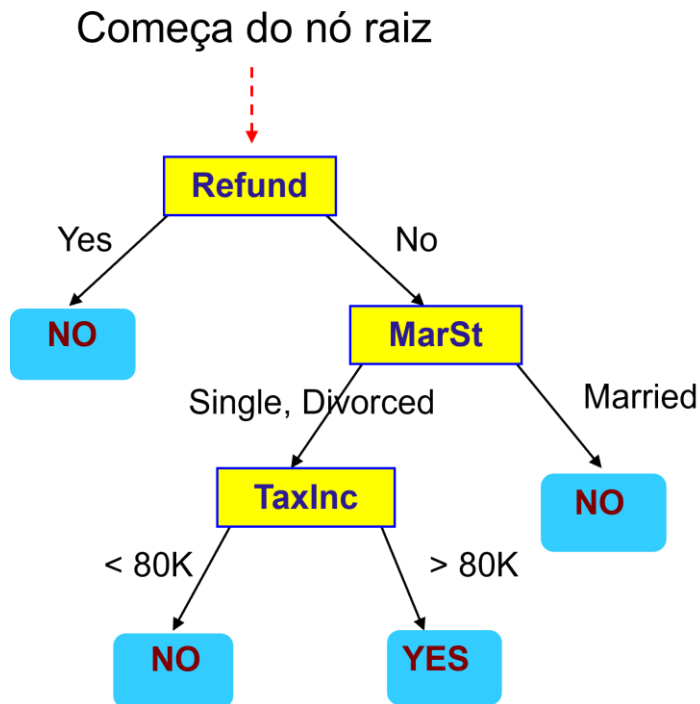 Começa do nó raiz
Refund
Yes
No
NO
MarSt
Single, Divorced
Married
TaxInc
NO
< 80K
> 80K
NO
YES